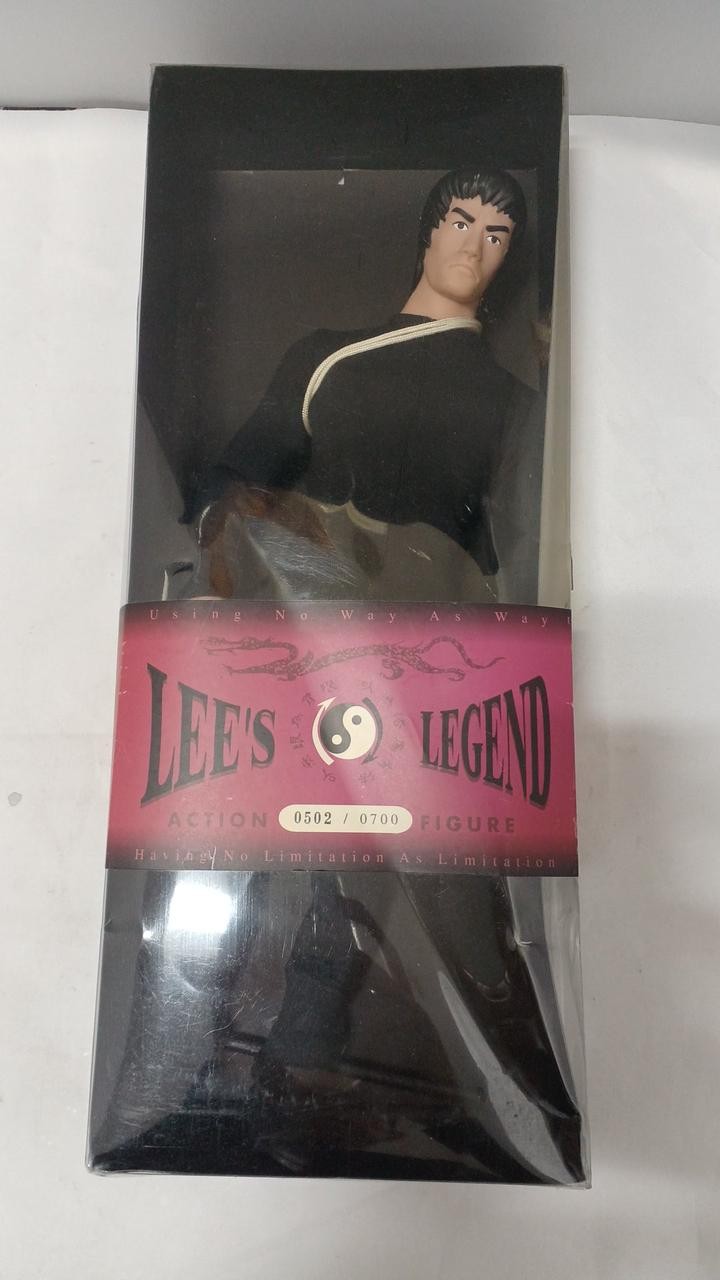 Using No Way As Way
LEE'S LEGEND
ACTION 0502 / 0700 FIGURE
Having No Limitation As Limitation